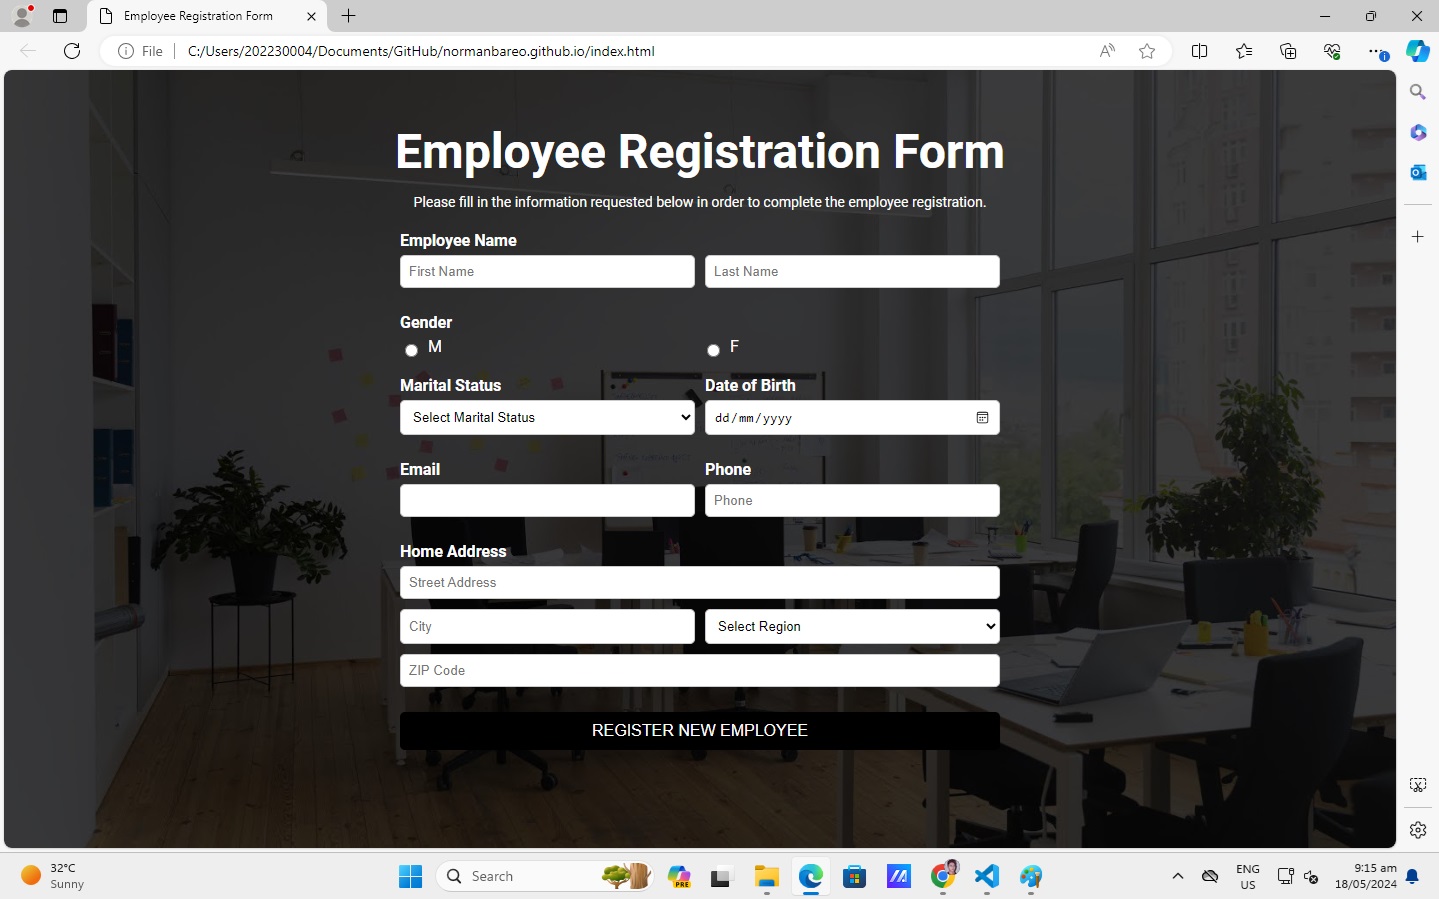 Employee Registration Form
File
C:/Users/202230004/Documents/GitHub/normanbareo.github.io/index.html
Employee Registration Form
Please fill in the information requested below in order to complete the employee registration.
Employee Name
First Name Last Name
Gender
M F
Marital Status Date of Birth
Select Marital Status dd/mm/yyyy
Email Phone
Phone
Home Address
Street Address
City Select Region
ZIP Code
REGISTER NEW EMPLOYEE
32°C
Sunny
Search
PRE
ENG
US
9:15 am
18/05/2024